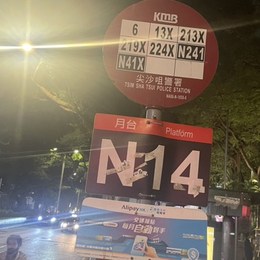 KMB
6 13X 213X
219X 224X N241
N41X
尖沙咀警署
TSIM SHA TSUI POLICE STATION
月台 Platform
N14
Alipay